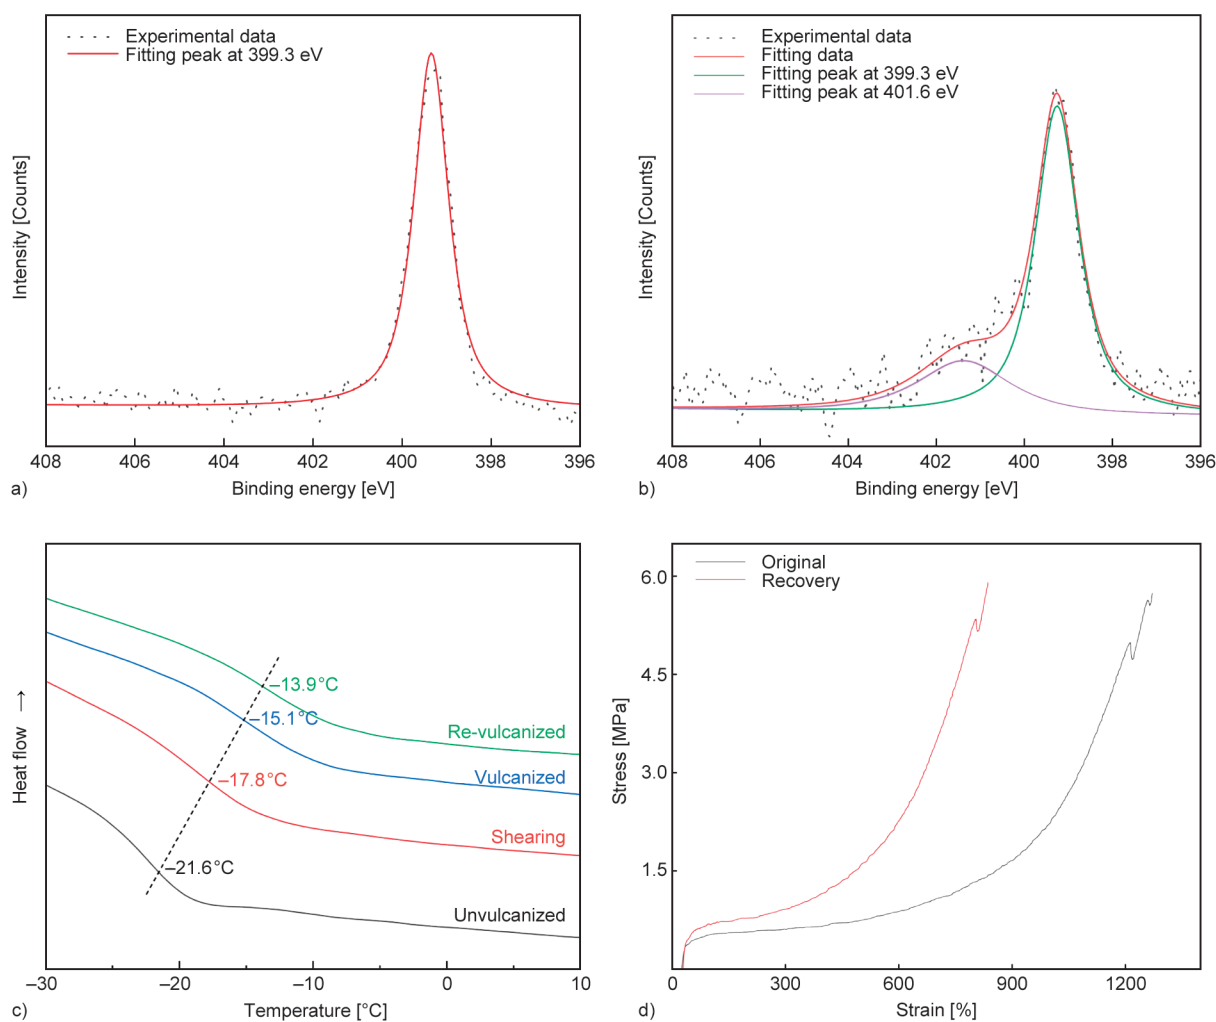 Experimental data
Fitting peak at 399.3 eV
Intensity [Counts]
408 406 404 402 400 398 396
Binding energy [eV]
a)
Experimental data
Fitting data
Fitting peak at 399.3 eV
Fitting peak at 401.6 eV
Intensity [Counts]
408 406 404 402 400 398 396
Binding energy [eV]
b)
Heat flow →
–13.9°C
–15.1°C
Re-vulcanized
–17.8°C
Vulcanized
Shearing
–21.6°C
Unvulcanized
–30 –20 –10 0 10
Temperature [°C]
c)
Original
Recovery
Stress [MPa]
6.0
4.5
3.0
1.5
0 300 600 900 1200
Strain [%]
d)